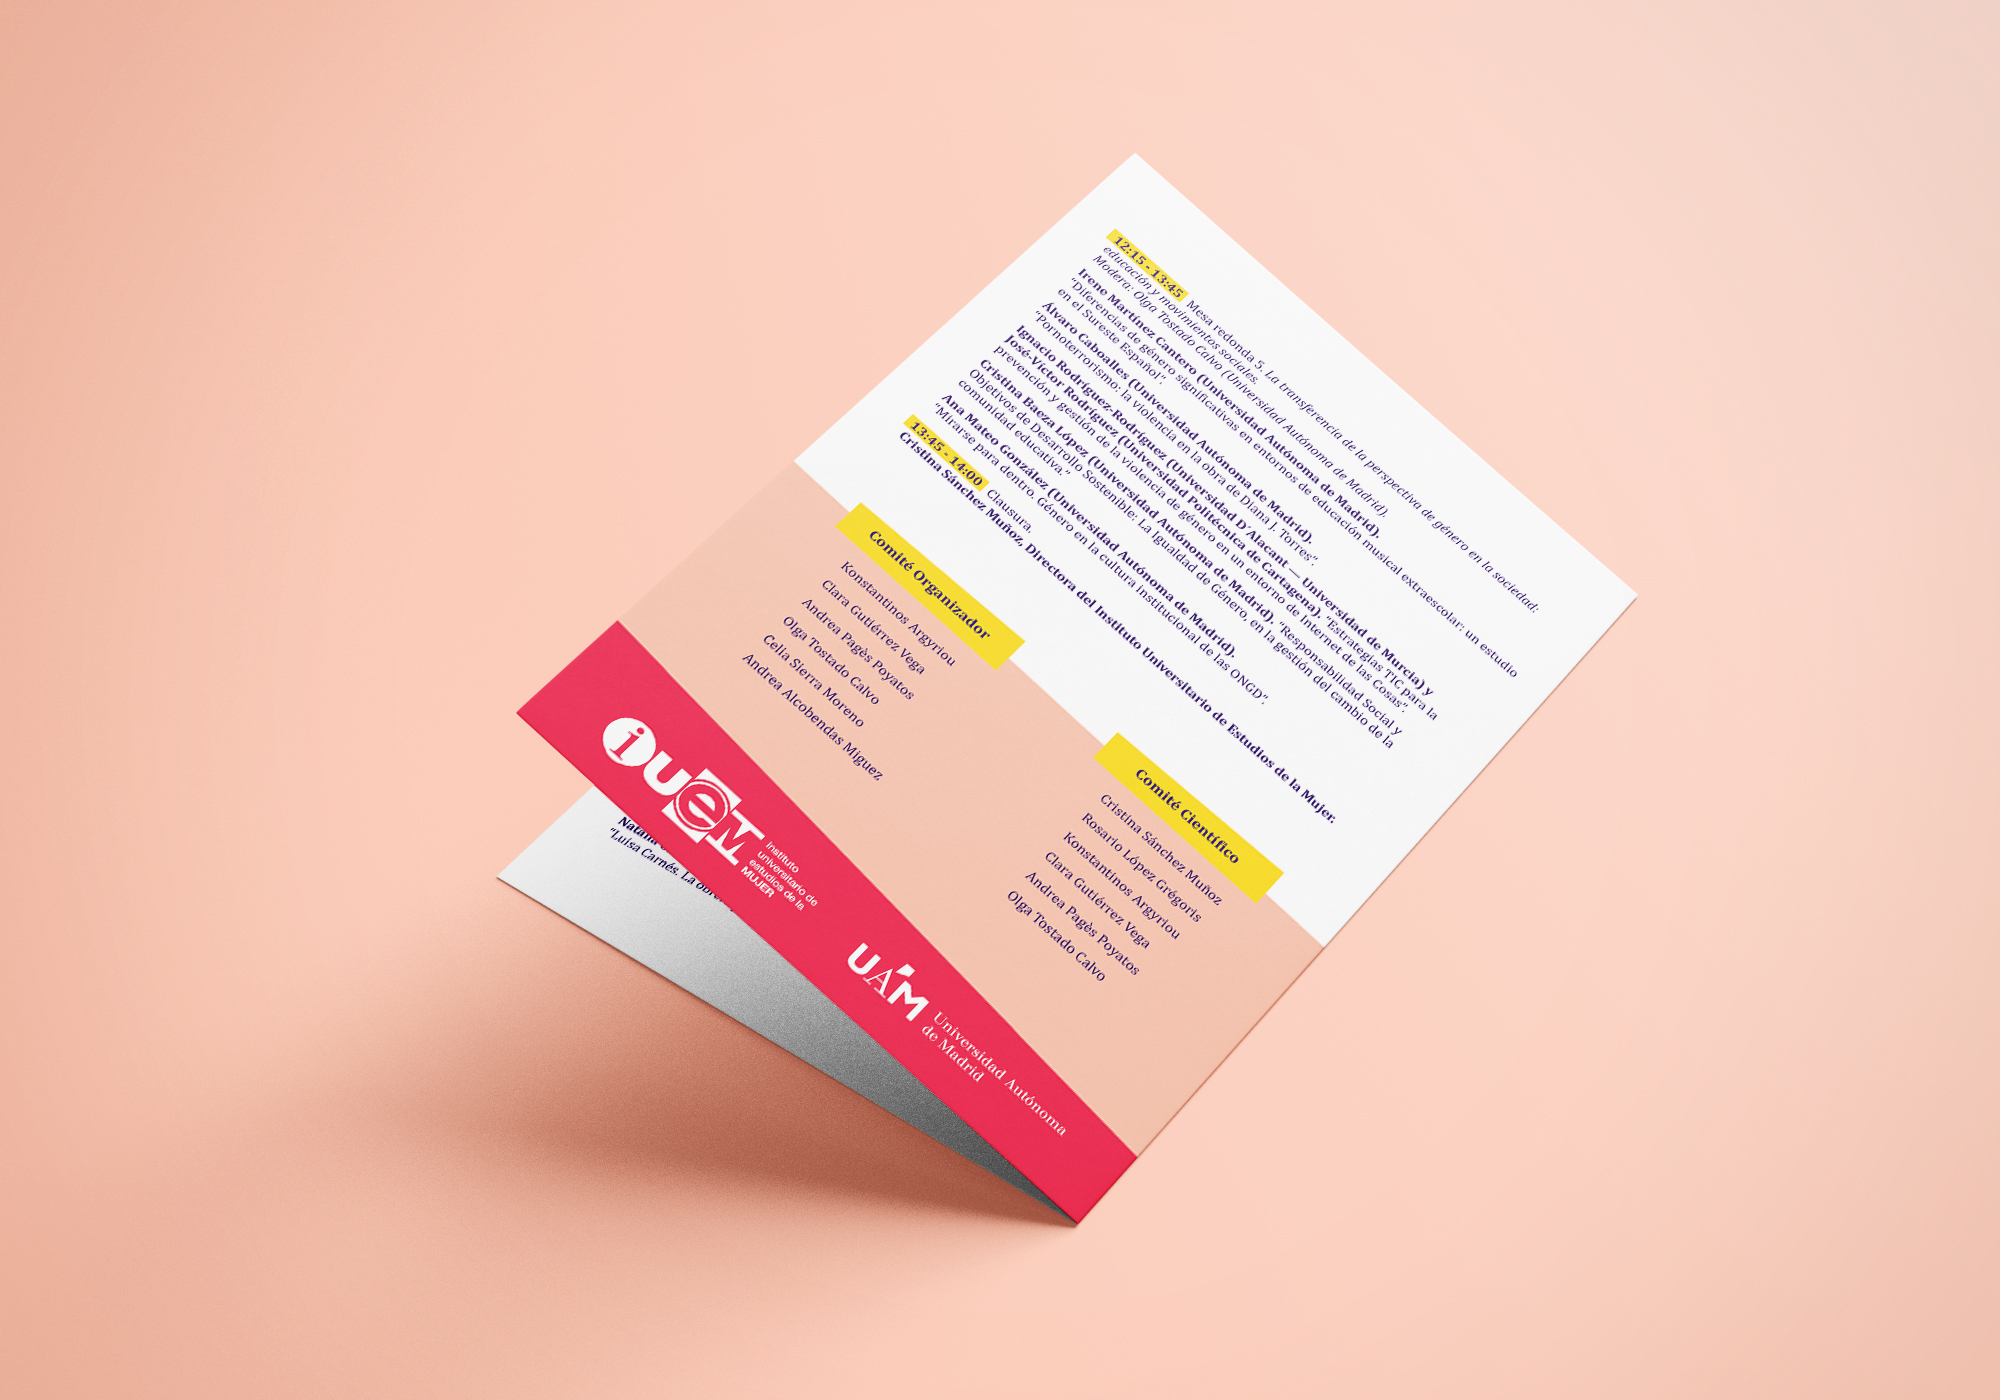 12:15 - 13:45 Mesa redonda 5. La transferencia de la perspectiva de género en la sociedad:
educación y movimientos sociales.
Modera: Olga Tostado Calvo (Universidad Autónoma de Madrid).
Irene Martínez Cantero (Universidad Autónoma de Madrid).
“Diferencias de género significativas en entornos de educación musical extraescolar: un estudio
en el Sureste Español”.
Álvaro Caboalles (Universidad Autónoma de Madrid).
“Pornoterrorismo: la violencia en la obra de Diana J. Torres”.
Ignacio Rodríguez-Rodríguez (Universidad D´Alacant — Universidad de Murcia) y
José-Víctor Rodríguez (Universidad Politécnica de Cartagena). “Estrategias TIC para la
prevención y gestión de la violencia de género en un entorno de Internet de las Cosas”.
Cristina Baeza López (Universidad Autónoma de Madrid). “Responsabilidad Social y
Objetivos de Desarrollo Sostenible: La Igualdad de Género, en la gestión del cambio de la
comunidad educativa.”
Ana Mateo González (Universidad Autónoma de Madrid).
“Mirarse para dentro. Género en la cultura institucional de las ONGD”.
13:45 - 14:00 Clausura.
Cristina Sánchez Muñoz, Directora del Instituto Universitario de Estudios de la Mujer.
Comité Organizador
Konstantinos Argyriou
Clara Gutiérrez Vega
Andrea Pagès Poyatos
Olga Tostado Calvo
Celia Sierra Moreno
Andrea Alcobendas Miguez
Comité Científico
Cristina Sánchez Muñoz
Rosario López Grégoris
Konstantinos Argyriou
Clara Gutiérrez Vega
Andrea Pagès Poyatos
Olga Tostado Calvo
iUEM
instituto
universitario de
estudios de la
MUJER
UAM
Universidad Autónoma
de Madrid
“Luisa Carnés. La